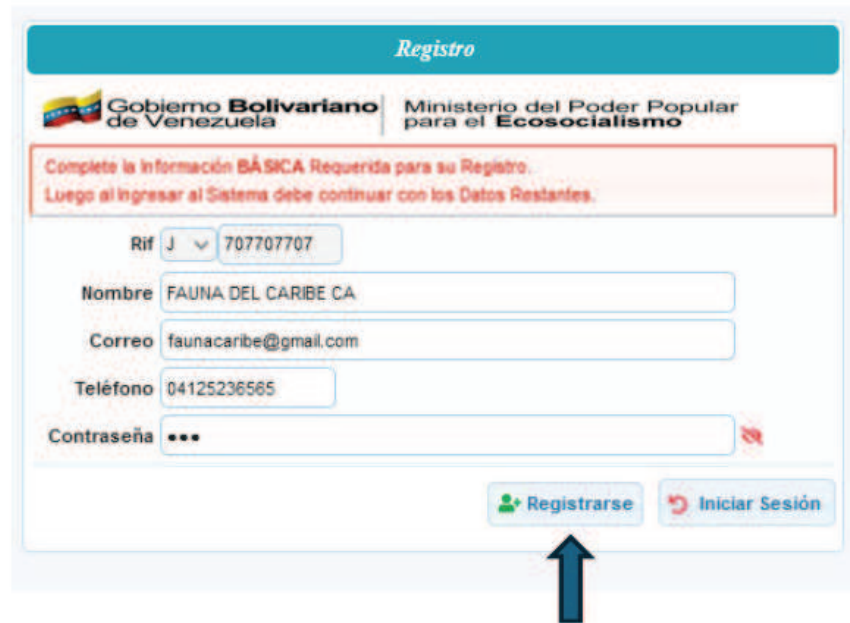 Registro
Gobierno Bolivariano de Venezuela
Ministerio del Poder Popular para el Ecosocialismo
Complete la Información BÁSICA Requerida para su Registro.
Luego al Ingresar al Sistema debe continuar con los Datos Restantes.
Rif J 707707707
Nombre FAUNA DEL CARIBE CA
Correo faunacaribe@gmail.com
Teléfono 04125236565
Contraseña •••
Registrarse Iniciar Sesión